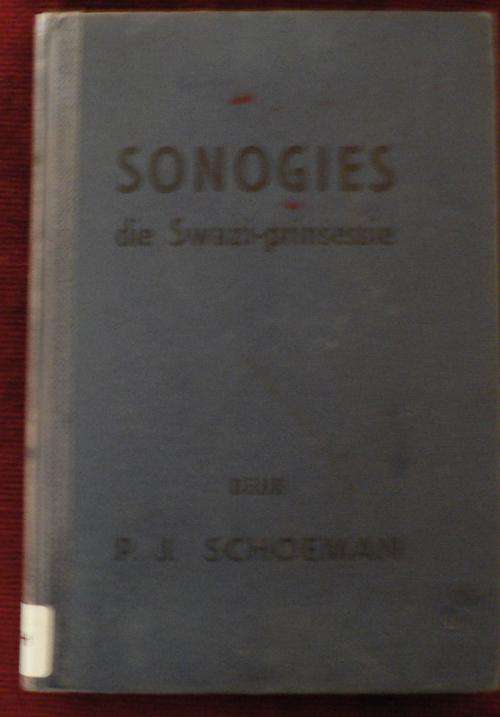 SONOGIES
die Swazi-prinsessie
DEUR
P. J. SCHOEMAN